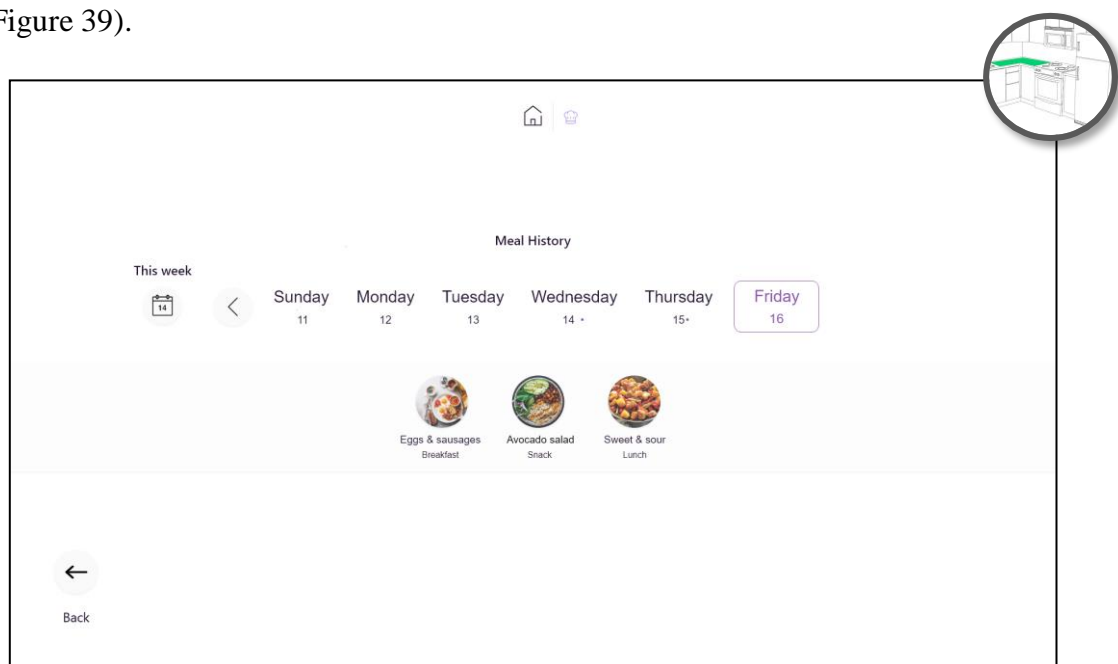 Figure 39).
Meal History
This week
14
Sunday Monday Tuesday Wednesday Thursday Friday
11 12 13 14 • 15• 16
Eggs & sausages Avocado salad Sweet & sour
Breakfast Snack Lunch
Back